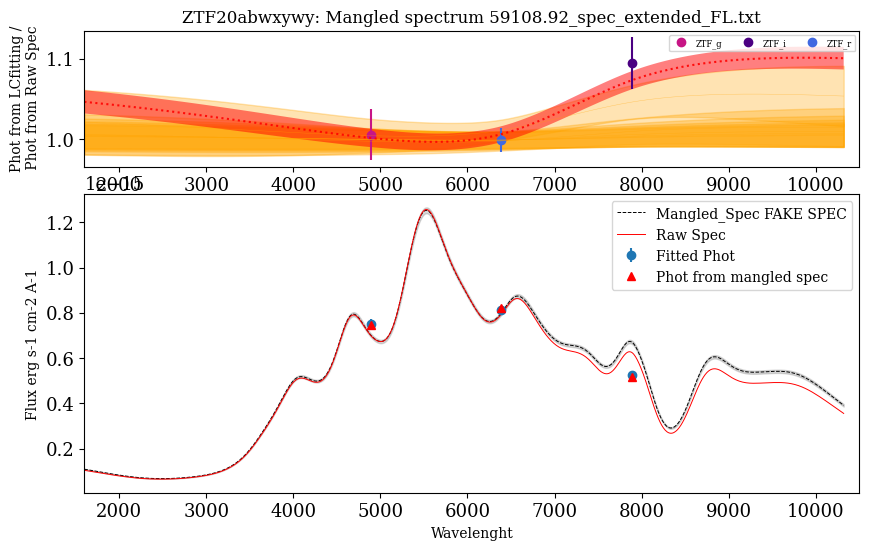 ZTF20abwxywy: Mangled spectrum 59108.92_spec_extended_FL.txt
Phot from LCfitting /
Phot from Raw Spec
1.1
1.0
ZTF_g ZTF_i ZTF_r
2000 3000 4000 5000 6000 7000 8000 9000 10000
1e−15
Flux erg s-1 cm-2 A-1
1.2
1.0
0.8
0.6
0.4
0.2
Mangled_Spec FAKE SPEC
Raw Spec
Fitted Phot
Phot from mangled spec
2000 3000 4000 5000 6000 7000 8000 9000 10000
Wavelenght